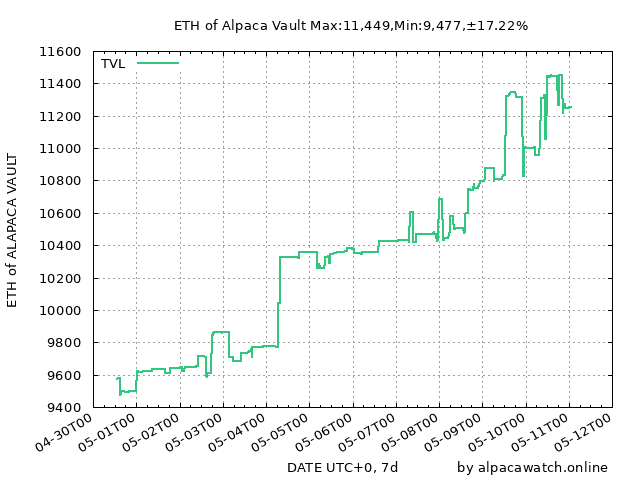 ETH of Alpaca Vault Max:11,449,Min:9,477,±17.22%
TVL
ETH of ALAPACA VAULT
11600
11400
11200
11000
10800
10600
10400
10200
10000
9800
9600
9400
04-30T00
05-01T00
05-02T00
05-03T00
05-04T00
05-05T00
05-06T00
05-07T00
05-08T00
05-09T00
05-10T00
05-11T00
05-12T00
DATE UTC+0, 7d
by alpacawatch.online